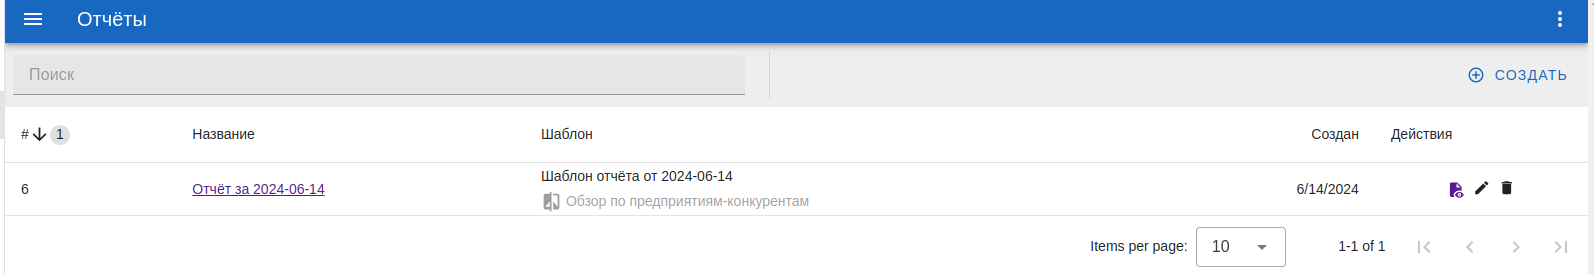 Отчёты
Поиск
СОЗДАТЬ
# 1 Название Шаблон Создан Действия
6 Отчёт за 2024-06-14 Шаблон отчёта от 2024-06-14 6/14/2024
Обзор по предприятиям-конкурентам
Items per page: 10 1-1 of 1